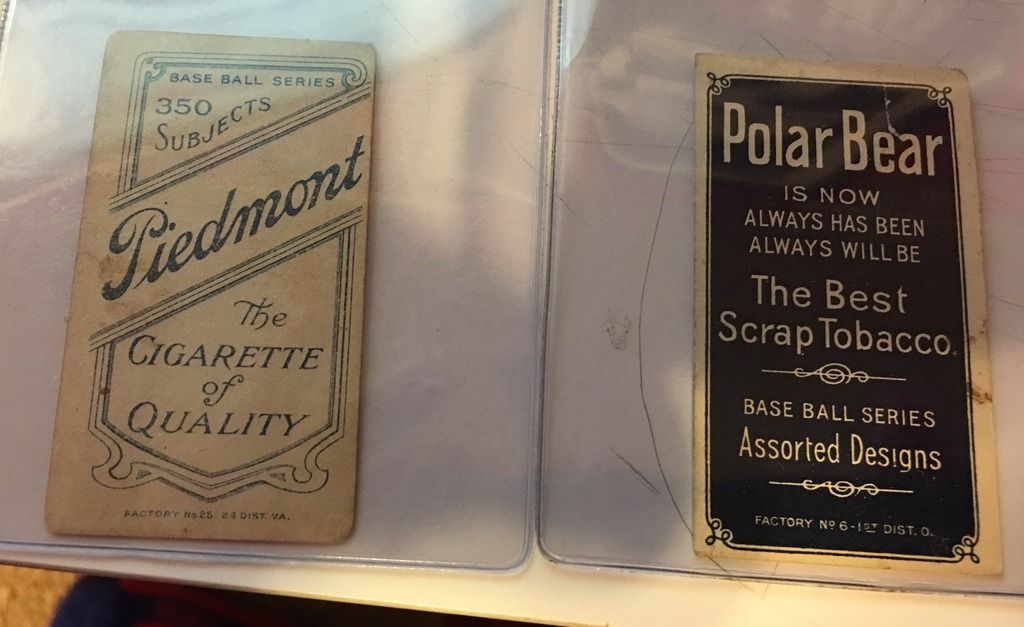 BASE BALL SERIES
350
SUBJECTS
Piedmont
The
CIGARETTE
of
QUALITY
FACTORY No 25 24 DIST. VA.
Polar Bear
IS NOW
ALWAYS HAS BEEN
ALWAYS WILL BE
The Best
Scrap Tobacco.
BASE BALL SERIES
Assorted Designs
FACTORY No 6-1ST DIST. O.